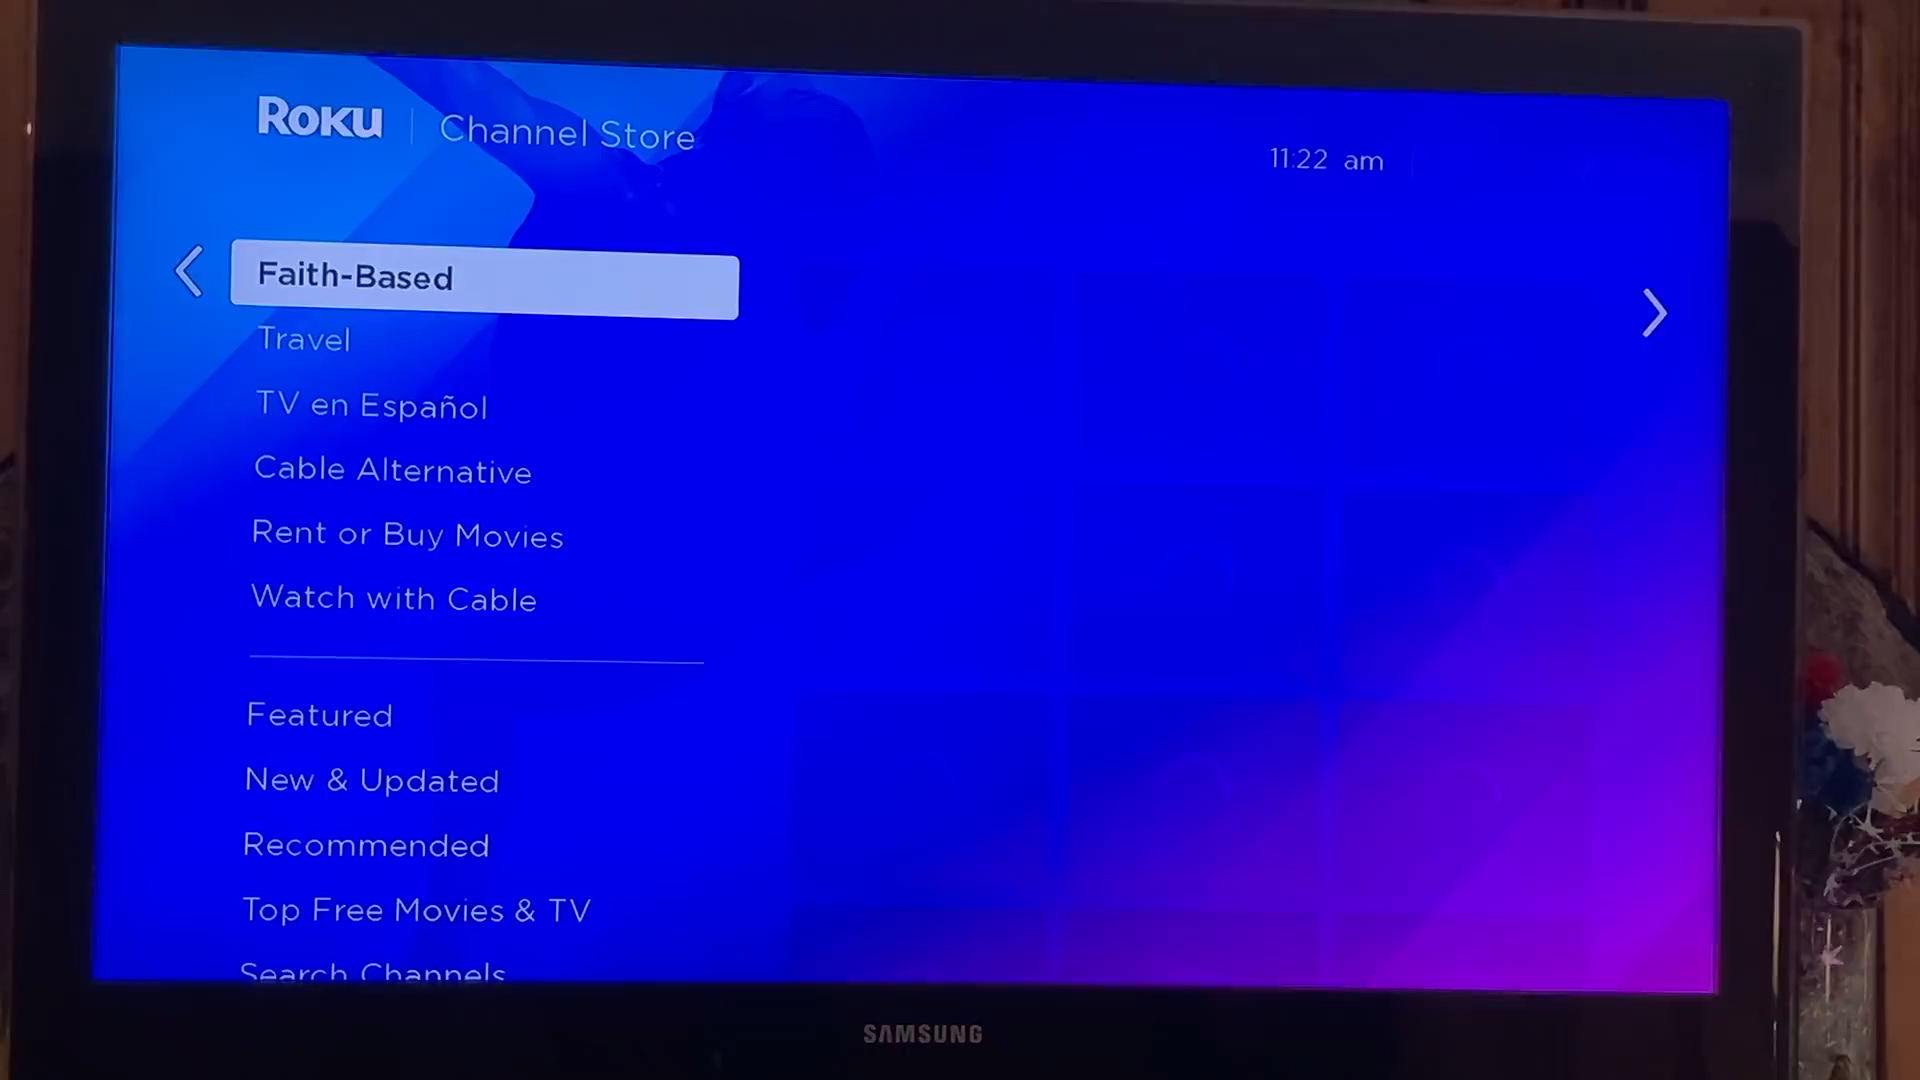 Roku | Channel Store
11:22 am
Faith-Based
Travel
TV en Español
Cable Alternative
Rent or Buy Movies
Watch with Cable
Featured
New & Updated
Recommended
Top Free Movies & TV
Search Channels
SAMSUNG